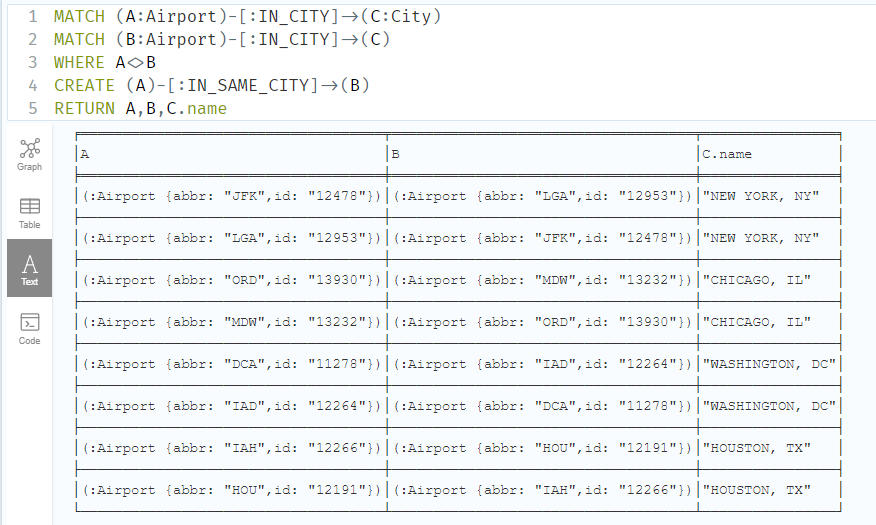 1 MATCH (A:Airport)-[:IN_CITY]→(C:City)
2 MATCH (B:Airport)-[:IN_CITY]→(C)
3 WHERE A<>B
4 CREATE (A)-[:IN_SAME_CITY]→(B)
5 RETURN A,B,C.name
Graph
Table
A
Text
Code
A B C.name
(:Airport {abbr: "JFK",id: "12478"}) (:Airport {abbr: "LGA",id: "12953"}) "NEW YORK, NY"
(:Airport {abbr: "LGA",id: "12953"}) (:Airport {abbr: "JFK",id: "12478"}) "NEW YORK, NY"
(:Airport {abbr: "ORD",id: "13930"}) (:Airport {abbr: "MDW",id: "13232"}) "CHICAGO, IL"
(:Airport {abbr: "MDW",id: "13232"}) (:Airport {abbr: "ORD",id: "13930"}) "CHICAGO, IL"
(:Airport {abbr: "DCA",id: "11278"}) (:Airport {abbr: "IAD",id: "12264"}) "WASHINGTON, DC"
(:Airport {abbr: "IAD",id: "12264"}) (:Airport {abbr: "DCA",id: "11278"}) "WASHINGTON, DC"
(:Airport {abbr: "IAH",id: "12266"}) (:Airport {abbr: "HOU",id: "12191"}) "HOUSTON, TX"
(:Airport {abbr: "HOU",id: "12191"}) (:Airport {abbr: "IAH",id: "12266"}) "HOUSTON, TX"